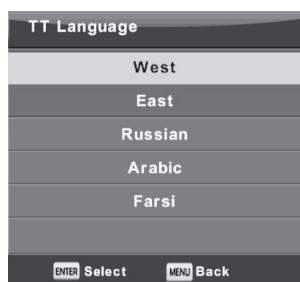 TT Language
West
East
Russian
Arabic
Farsi
ENTER Select MENU Back